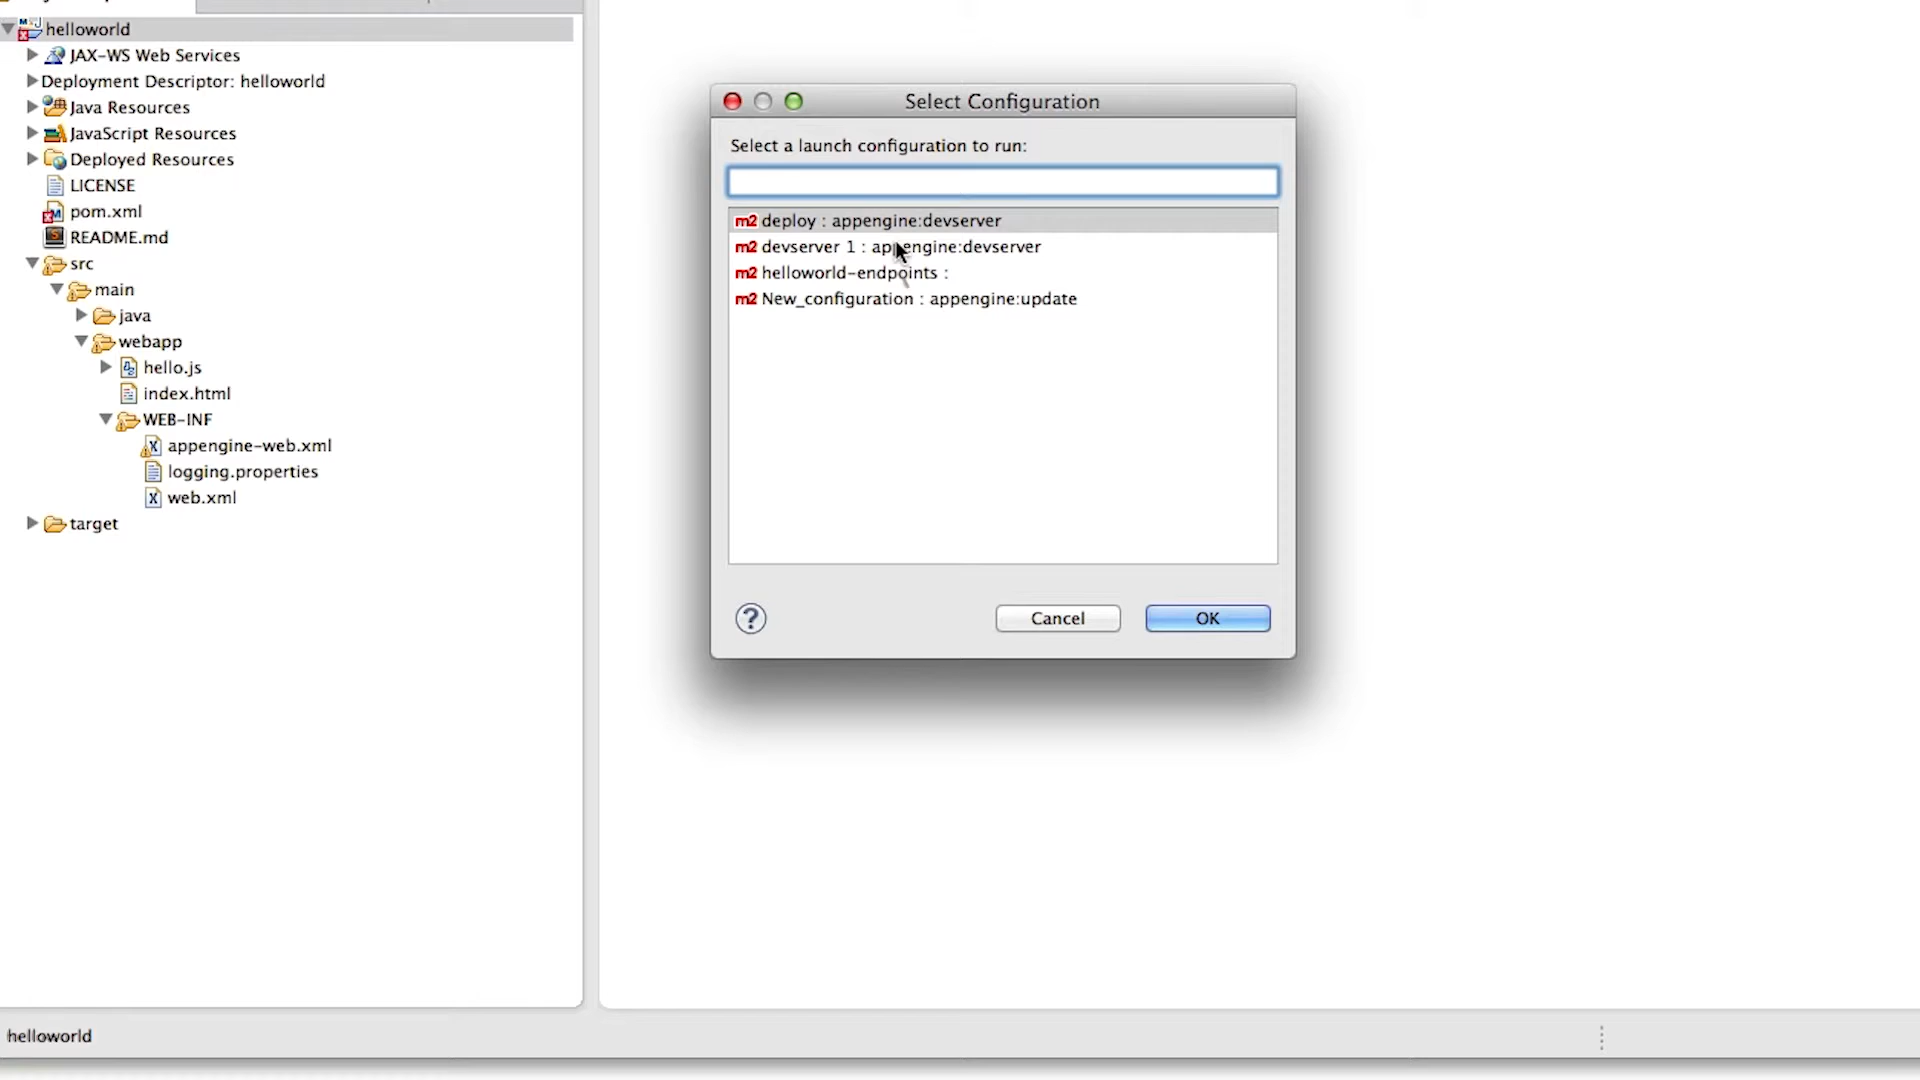 helloworld
JAX-WS Web Services
Deployment Descriptor: helloworld
Java Resources
JavaScript Resources
Deployed Resources
LICENSE
pom.xml
README.md
src
main
java
webapp
hello.js
index.html
WEB-INF
appengine-web.xml
logging.properties
web.xml
target
Select Configuration
Select a launch configuration to run:
m2 deploy : appengine:devserver
m2 devserver 1 : appengine:devserver
m2 helloworld-endpoints :
m2 New_configuration : appengine:update
?
Cancel
OK
helloworld